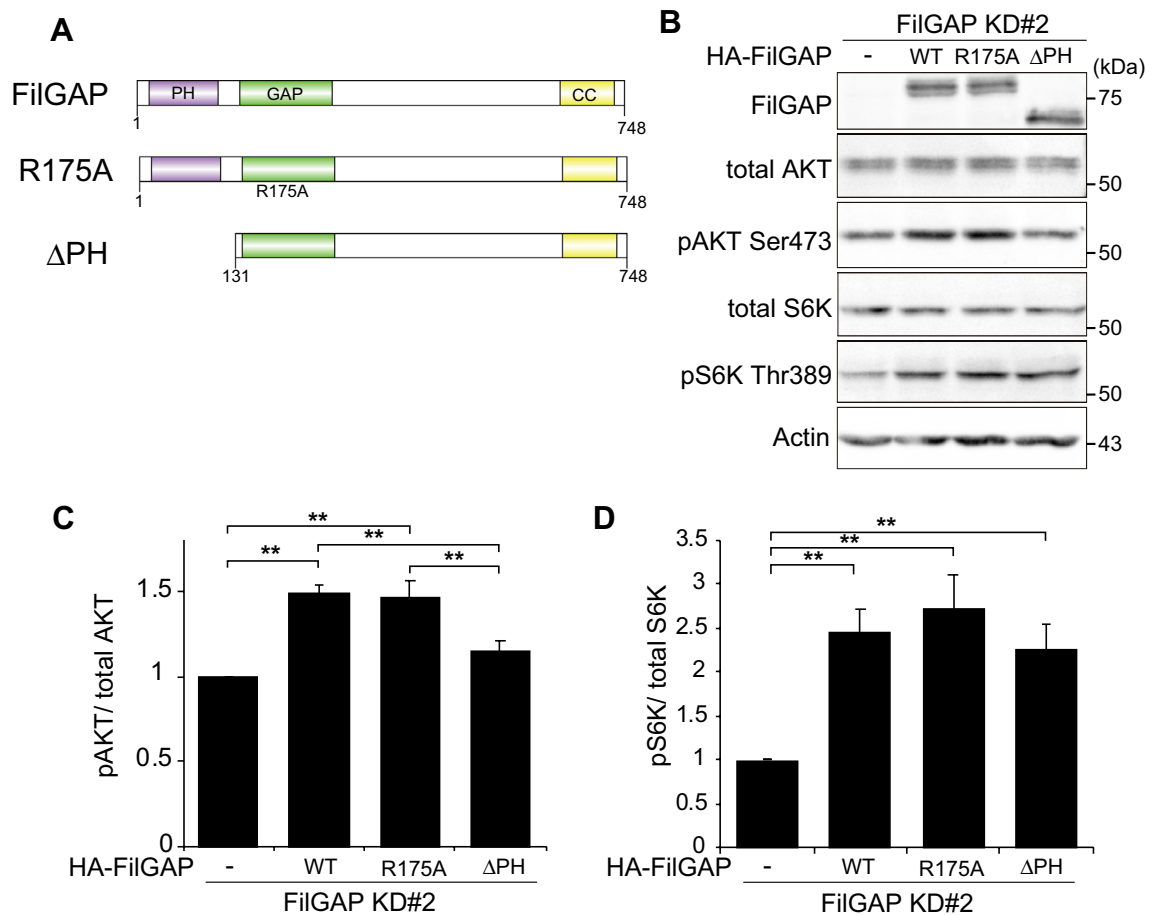 A
FilGAP
PH
GAP
CC
1
748
R175A
R175A
1
748
ΔPH
131
748
B
FilGAP KD#2
HA-FilGAP - WT R175A ΔPH (kDa)
FilGAP
75
total AKT
50
pAKT Ser473
50
total S6K
50
pS6K Thr389
50
Actin
43
C
** ** ** **
pAKT/ total AKT
1.5
1
0.5
0
HA-FilGAP - WT R175A ΔPH
FilGAP KD#2
D
** ** **
pS6K/ total S6K
3.5
3
2.5
2
1.5
1
0.5
0
HA-FilGAP - WT R175A ΔPH
FilGAP KD#2